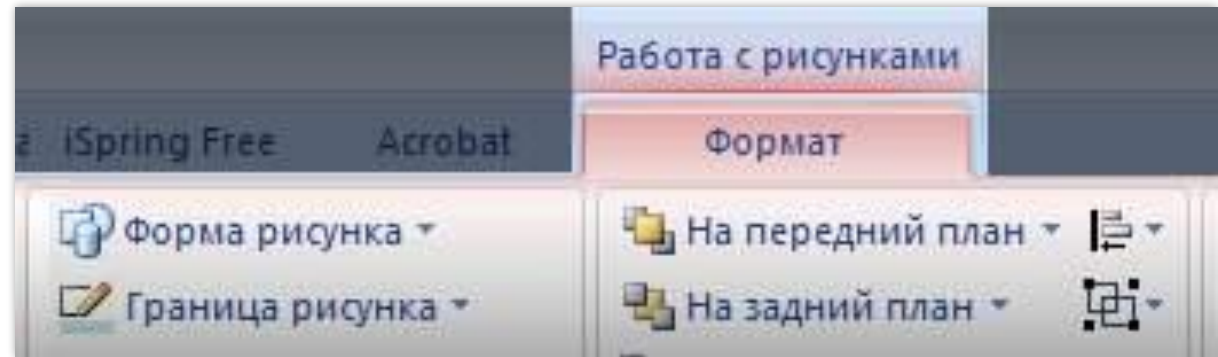 Работа с рисунками
iSpring Free Acrobat Формат
Форма рисунка На передний план
Граница рисунка На задний план